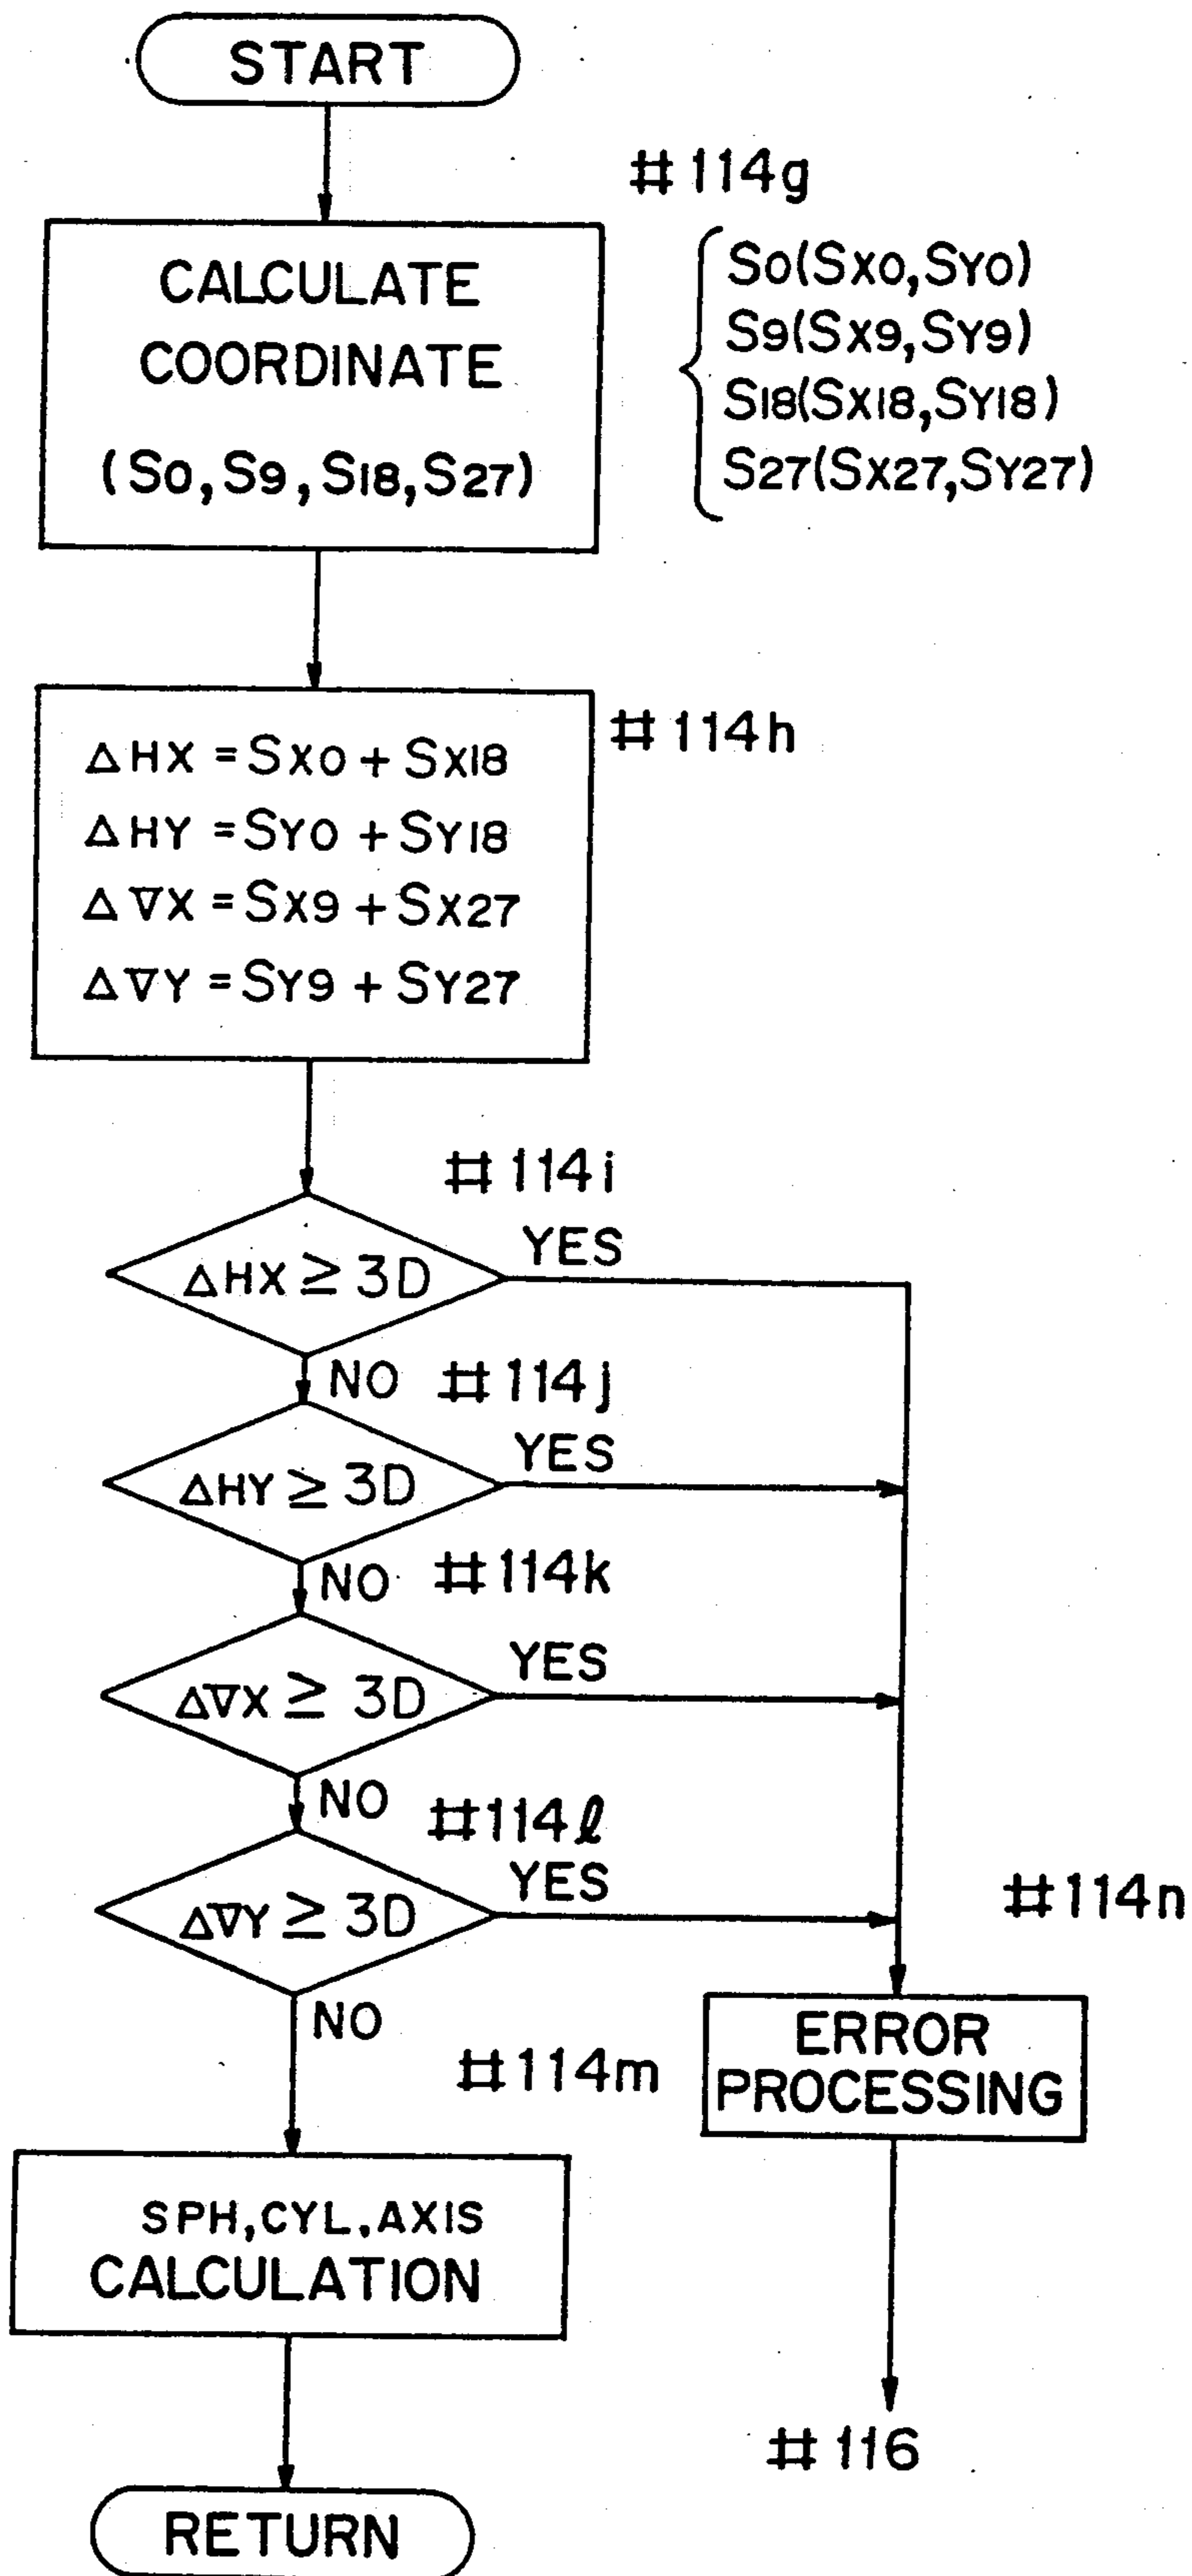 START
#114g
CALCULATE
COORDINATE
(S0, S9, S18, S27)
S0(SX0, SY0)
S9(SX9, SY9)
S18(SX18, SY18)
S27(SX27, SY27)
#114h
ΔHX = SX0 + SX18
ΔHY = SY0 + SY18
ΔVX = SX9 + SX27
ΔVY = SY9 + SY27
#114i
ΔHX ≥ 3D
YES
NO
#114j
ΔHY ≥ 3D
YES
NO
#114k
ΔVX ≥ 3D
YES
NO
#114ℓ
ΔVY ≥ 3D
YES
NO
#114n
ERROR
PROCESSING
#114m
SPH, CYL, AXIS
CALCULATION
#116
RETURN